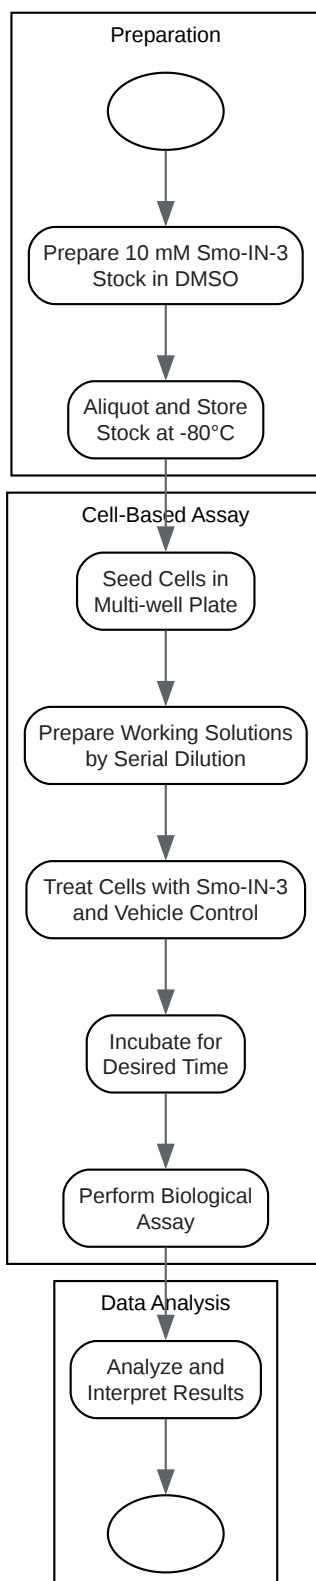 Preparation
Prepare 10 mM Smo-IN-3
Stock in DMSO
Aliquot and Store
Stock at -80°C
Cell-Based Assay
Seed Cells in
Multi-well Plate
Prepare Working Solutions
by Serial Dilution
Treat Cells with Smo-IN-3
and Vehicle Control
Incubate for
Desired Time
Perform Biological
Assay
Data Analysis
Analyze and
Interpret Results